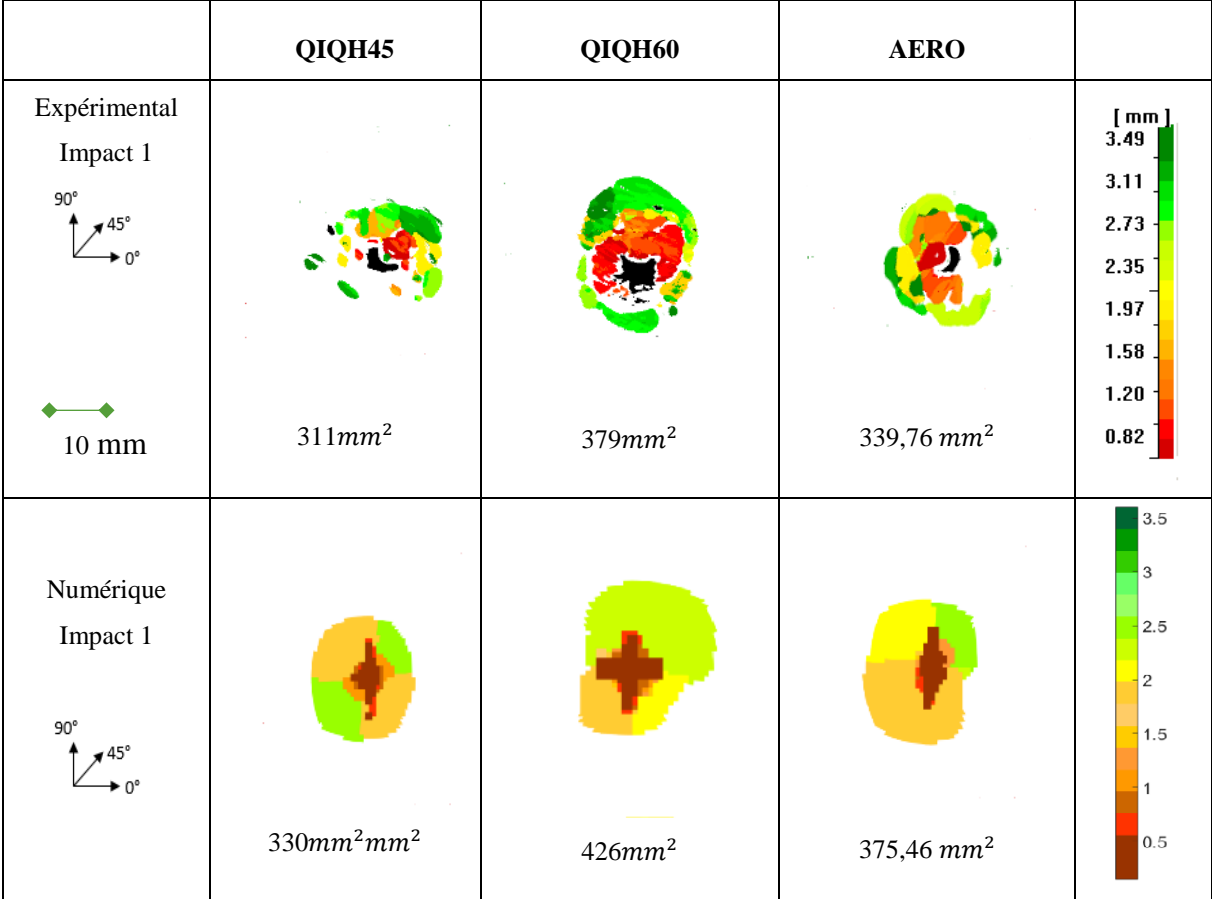 QIQH45 QIQH60 AERO
Expérimental
Impact 1
90°
45°
0°
10 mm
311mm²
379mm²
339,76 mm²
[ mm ]
3.49
3.11
2.73
2.35
1.97
1.58
1.20
0.82
Numérique
Impact 1
90°
45°
0°
330mm²mm²
426mm²
375,46 mm²
3.5
3
2.5
2
1.5
1
0.5